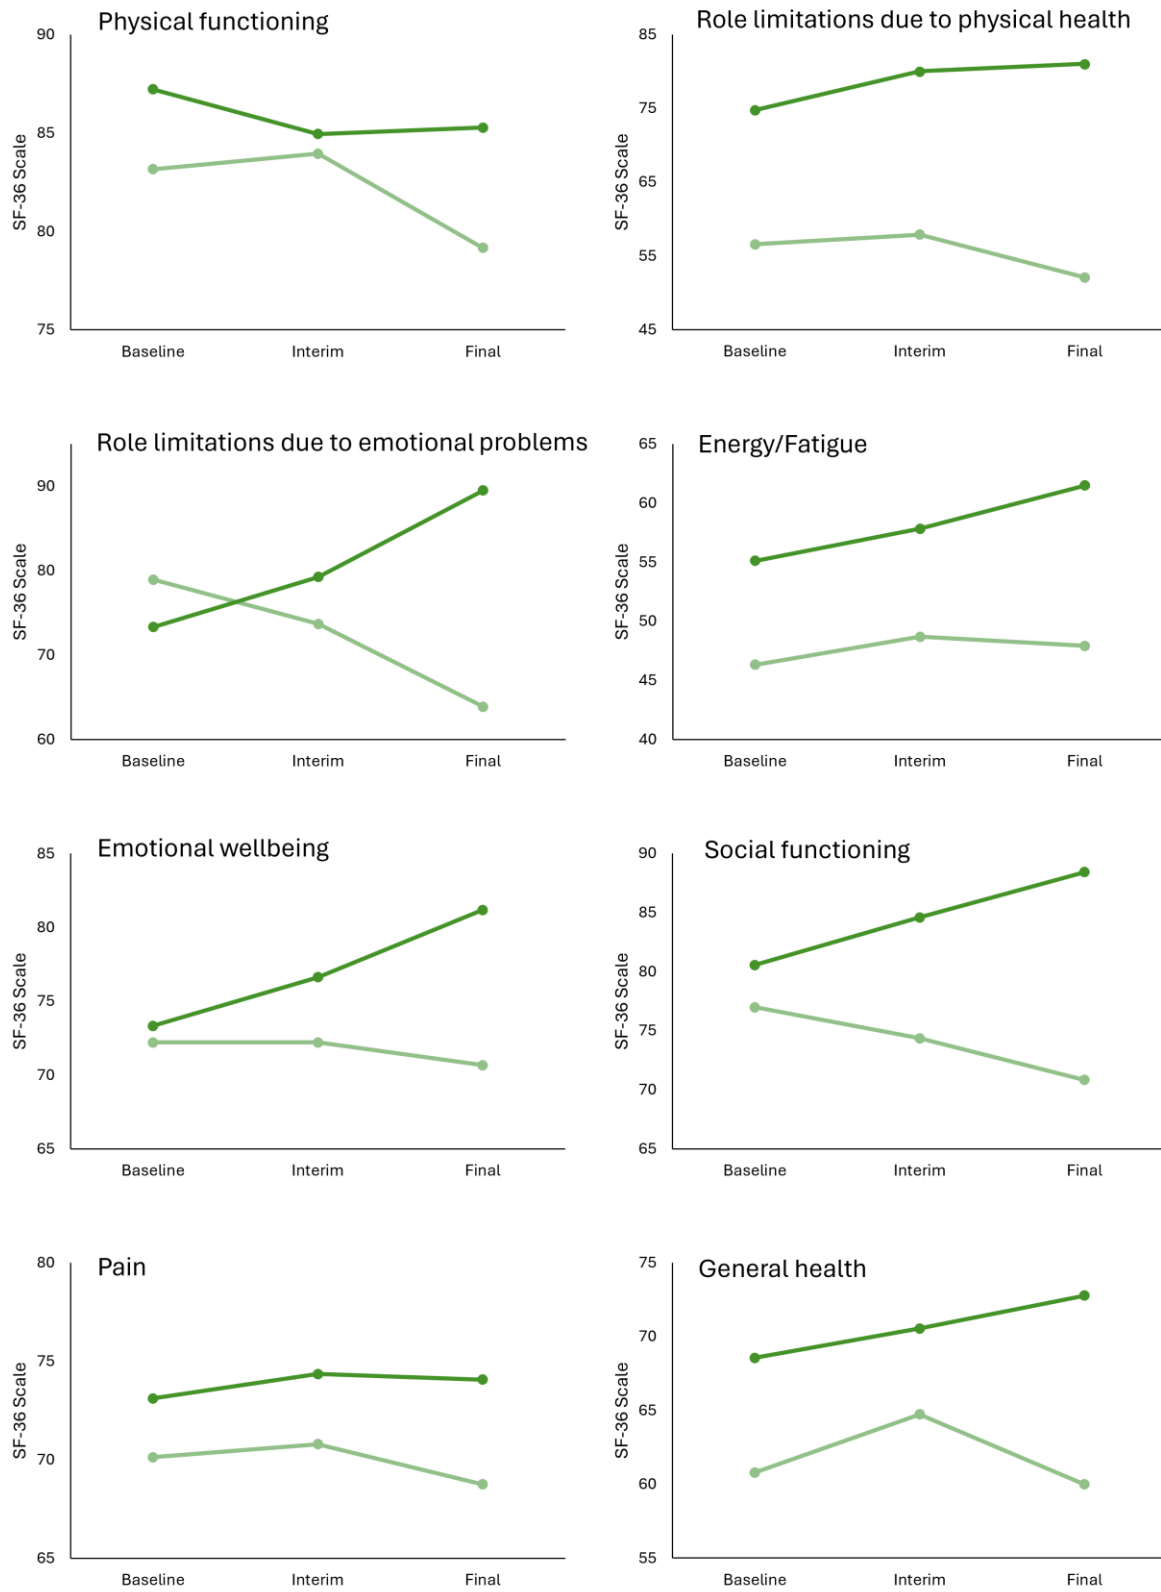 Physical functioning
90
85
80
75
SF-36 Scale
Baseline Interim Final
Role limitations due to physical health
85
75
65
55
45
SF-36 Scale
Baseline Interim Final
Role limitations due to emotional problems
90
80
70
60
SF-36 Scale
Baseline Interim Final
Energy/Fatigue
65
60
55
50
45
40
SF-36 Scale
Baseline Interim Final
Emotional wellbeing
85
80
75
70
65
SF-36 Scale
Baseline Interim Final
Social functioning
90
85
80
75
70
65
SF-36 Scale
Baseline Interim Final
Pain
80
75
70
65
SF-36 Scale
Baseline Interim Final
General health
75
70
65
60
55
SF-36 Scale
Baseline Interim Final